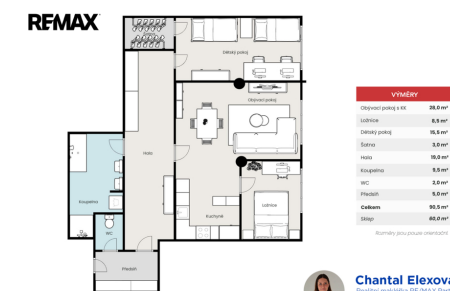 RE/MAX
Dětský pokoj
Obývací pokoj
Hala
Koupelna
WC
Kuchyně
Ložnice
Předsíň
VÝMĚRY
Obývací pokoj s KK 28,0 m²
Ložnice 8,5 m²
Dětský pokoj 15,5 m²
Šatna 3,0 m²
Hala 19,0 m²
Koupelna 9,5 m²
WC 2,0 m²
Předsíň 5,0 m²
Celkem 90,5 m²
Sklep 60,0 m²
Rozměry jsou pouze orientační
Chantal Elexová